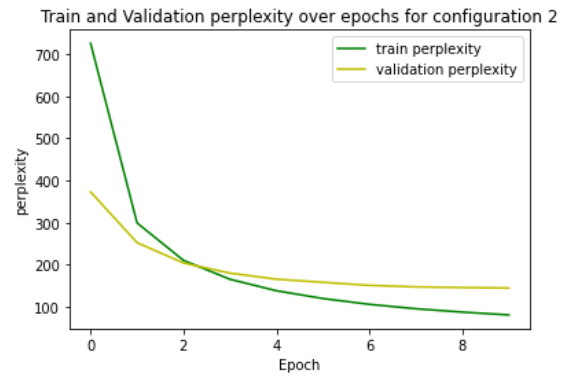 Train and Validation perplexity over epochs for configuration 2
train perplexity
validation perplexity
perplexity
700
600
500
400
300
200
100
0 2 4 6 8
Epoch